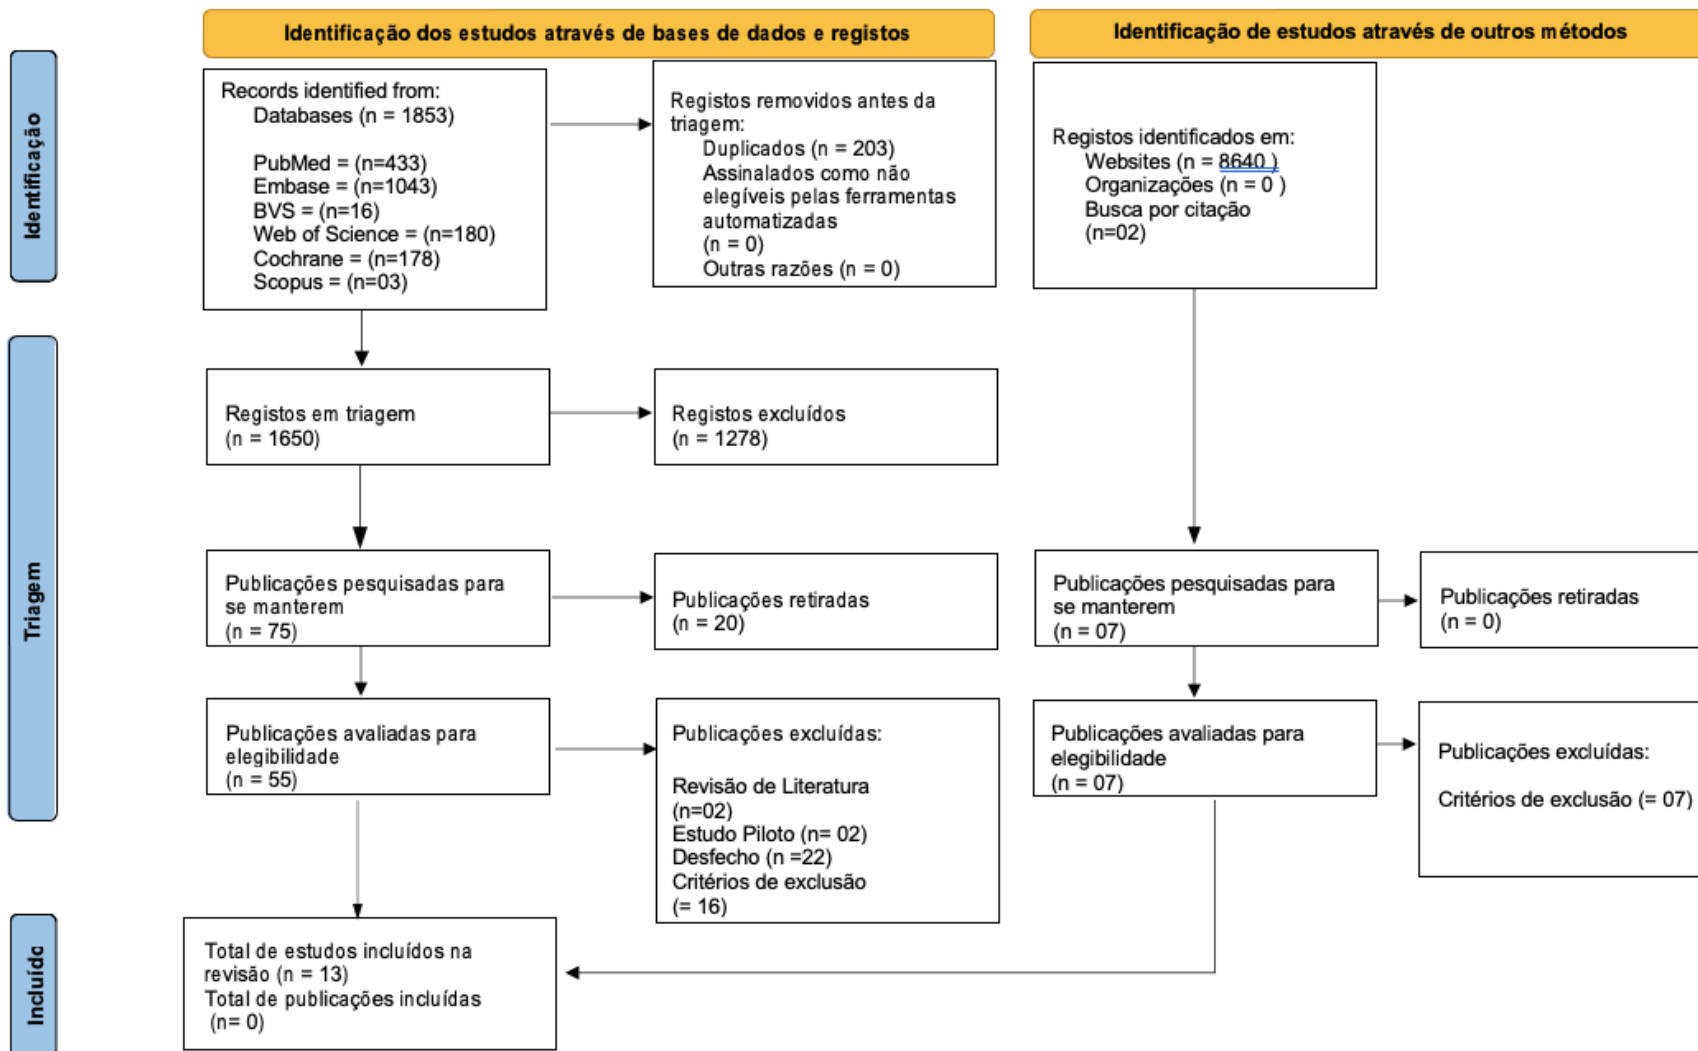 Identificação dos estudos através de bases de dados e registos
Identificação de estudos através de outros métodos
Identificação
Records identified from:
Databases (n = 1853)
PubMed = (n=433)
Embase = (n=1043)
BVS = (n=16)
Web of Science = (n=180)
Cochrane = (n=178)
Scopus = (n=03)
Registos removidos antes da
triagem:
Duplicados (n = 203)
Assinalados como não
elegíveis pelas ferramentas
automatizadas
(n = 0)
Outras razões (n = 0)
Registos identificados em:
Websites (n = 8640 )
Organizações (n = 0 )
Busca por citação
(n=02)
Triagem
Registos em triagem
(n = 1650)
Registos excluídos
(n = 1278)
Publicações pesquisadas para
se manterem
(n = 75)
Publicações retiradas
(n = 20)
Publicações pesquisadas para
se manterem
(n = 07)
Publicações retiradas
(n = 0)
Publicações avaliadas para
elegibilidade
(n = 55)
Publicações excluídas:
Revisão de Literatura
(n=02)
Estudo Piloto (n= 02)
Desfecho (n =22)
Critérios de exclusão
(= 16)
Publicações avaliadas para
elegibilidade
(n = 07)
Publicações excluídas:
Critérios de exclusão (= 07)
Incluído
Total de estudos incluídos na
revisão (n = 13)
Total de publicações incluídas
(n= 0)